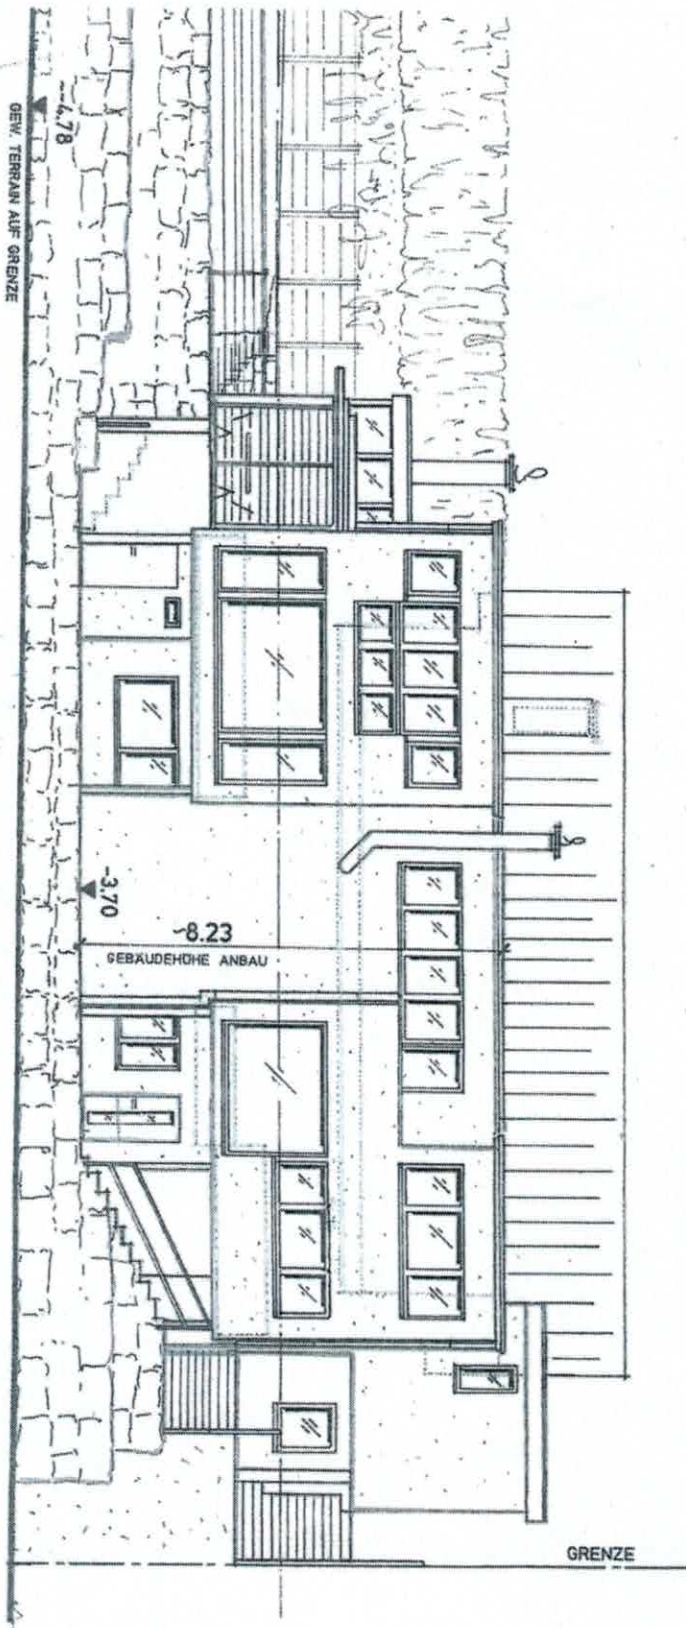 ~-4.78
GEW. TERRAIN AUF GRENZE
-3.70
~8.23
GEBÄUDEHÖHE ANBAU
GRENZE